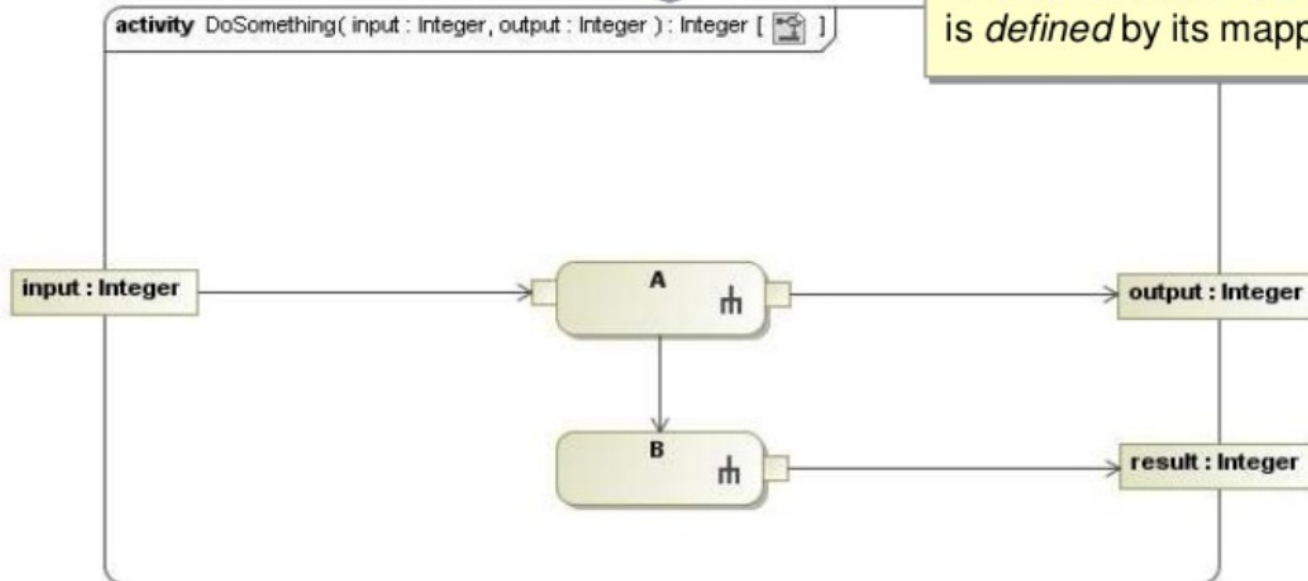 activity DoSomething( input : Integer, output : Integer ) : Integer [ ]
is defined by its mapp
input : Integer
A
output : Integer
B
result : Integer